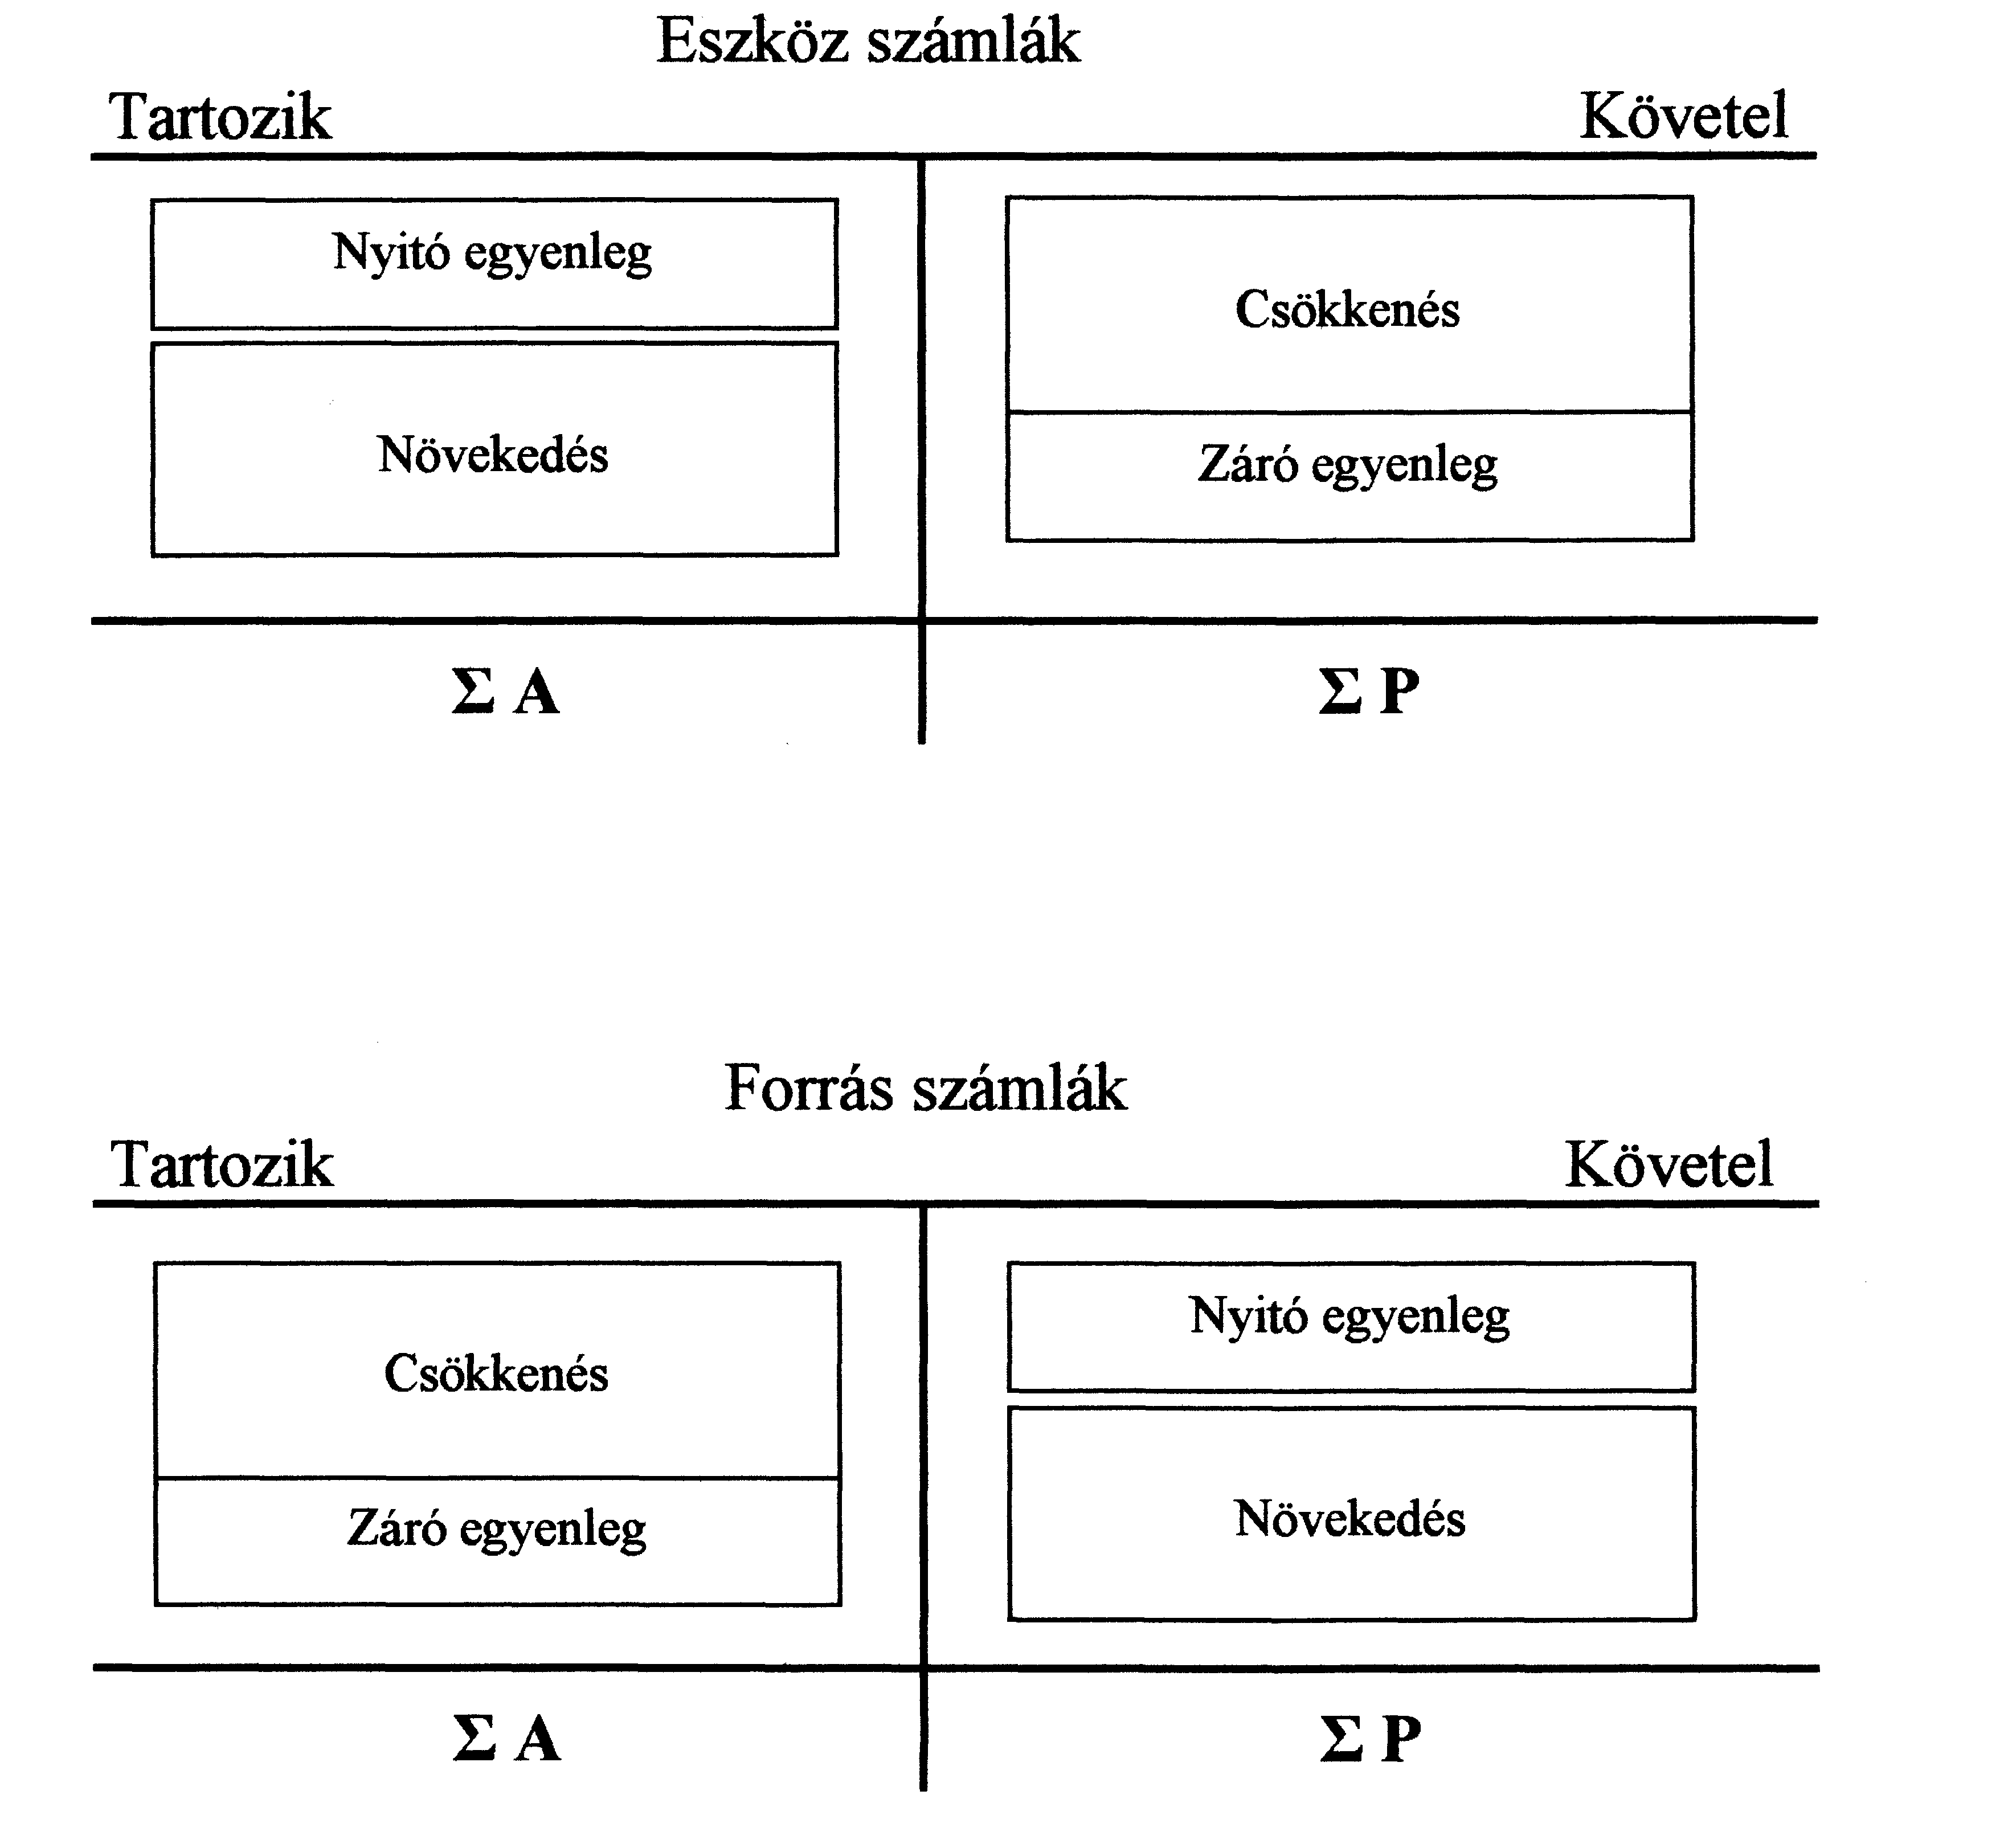 Eszköz számlák
Tartozik Követel
Nyitó egyenleg
Növekedés
Csökkenés
Záró egyenleg
Σ A Σ P
Forrás számlák
Tartozik Követel
Csökkenés
Záró egyenleg
Nyitó egyenleg
Növekedés
Σ A Σ P